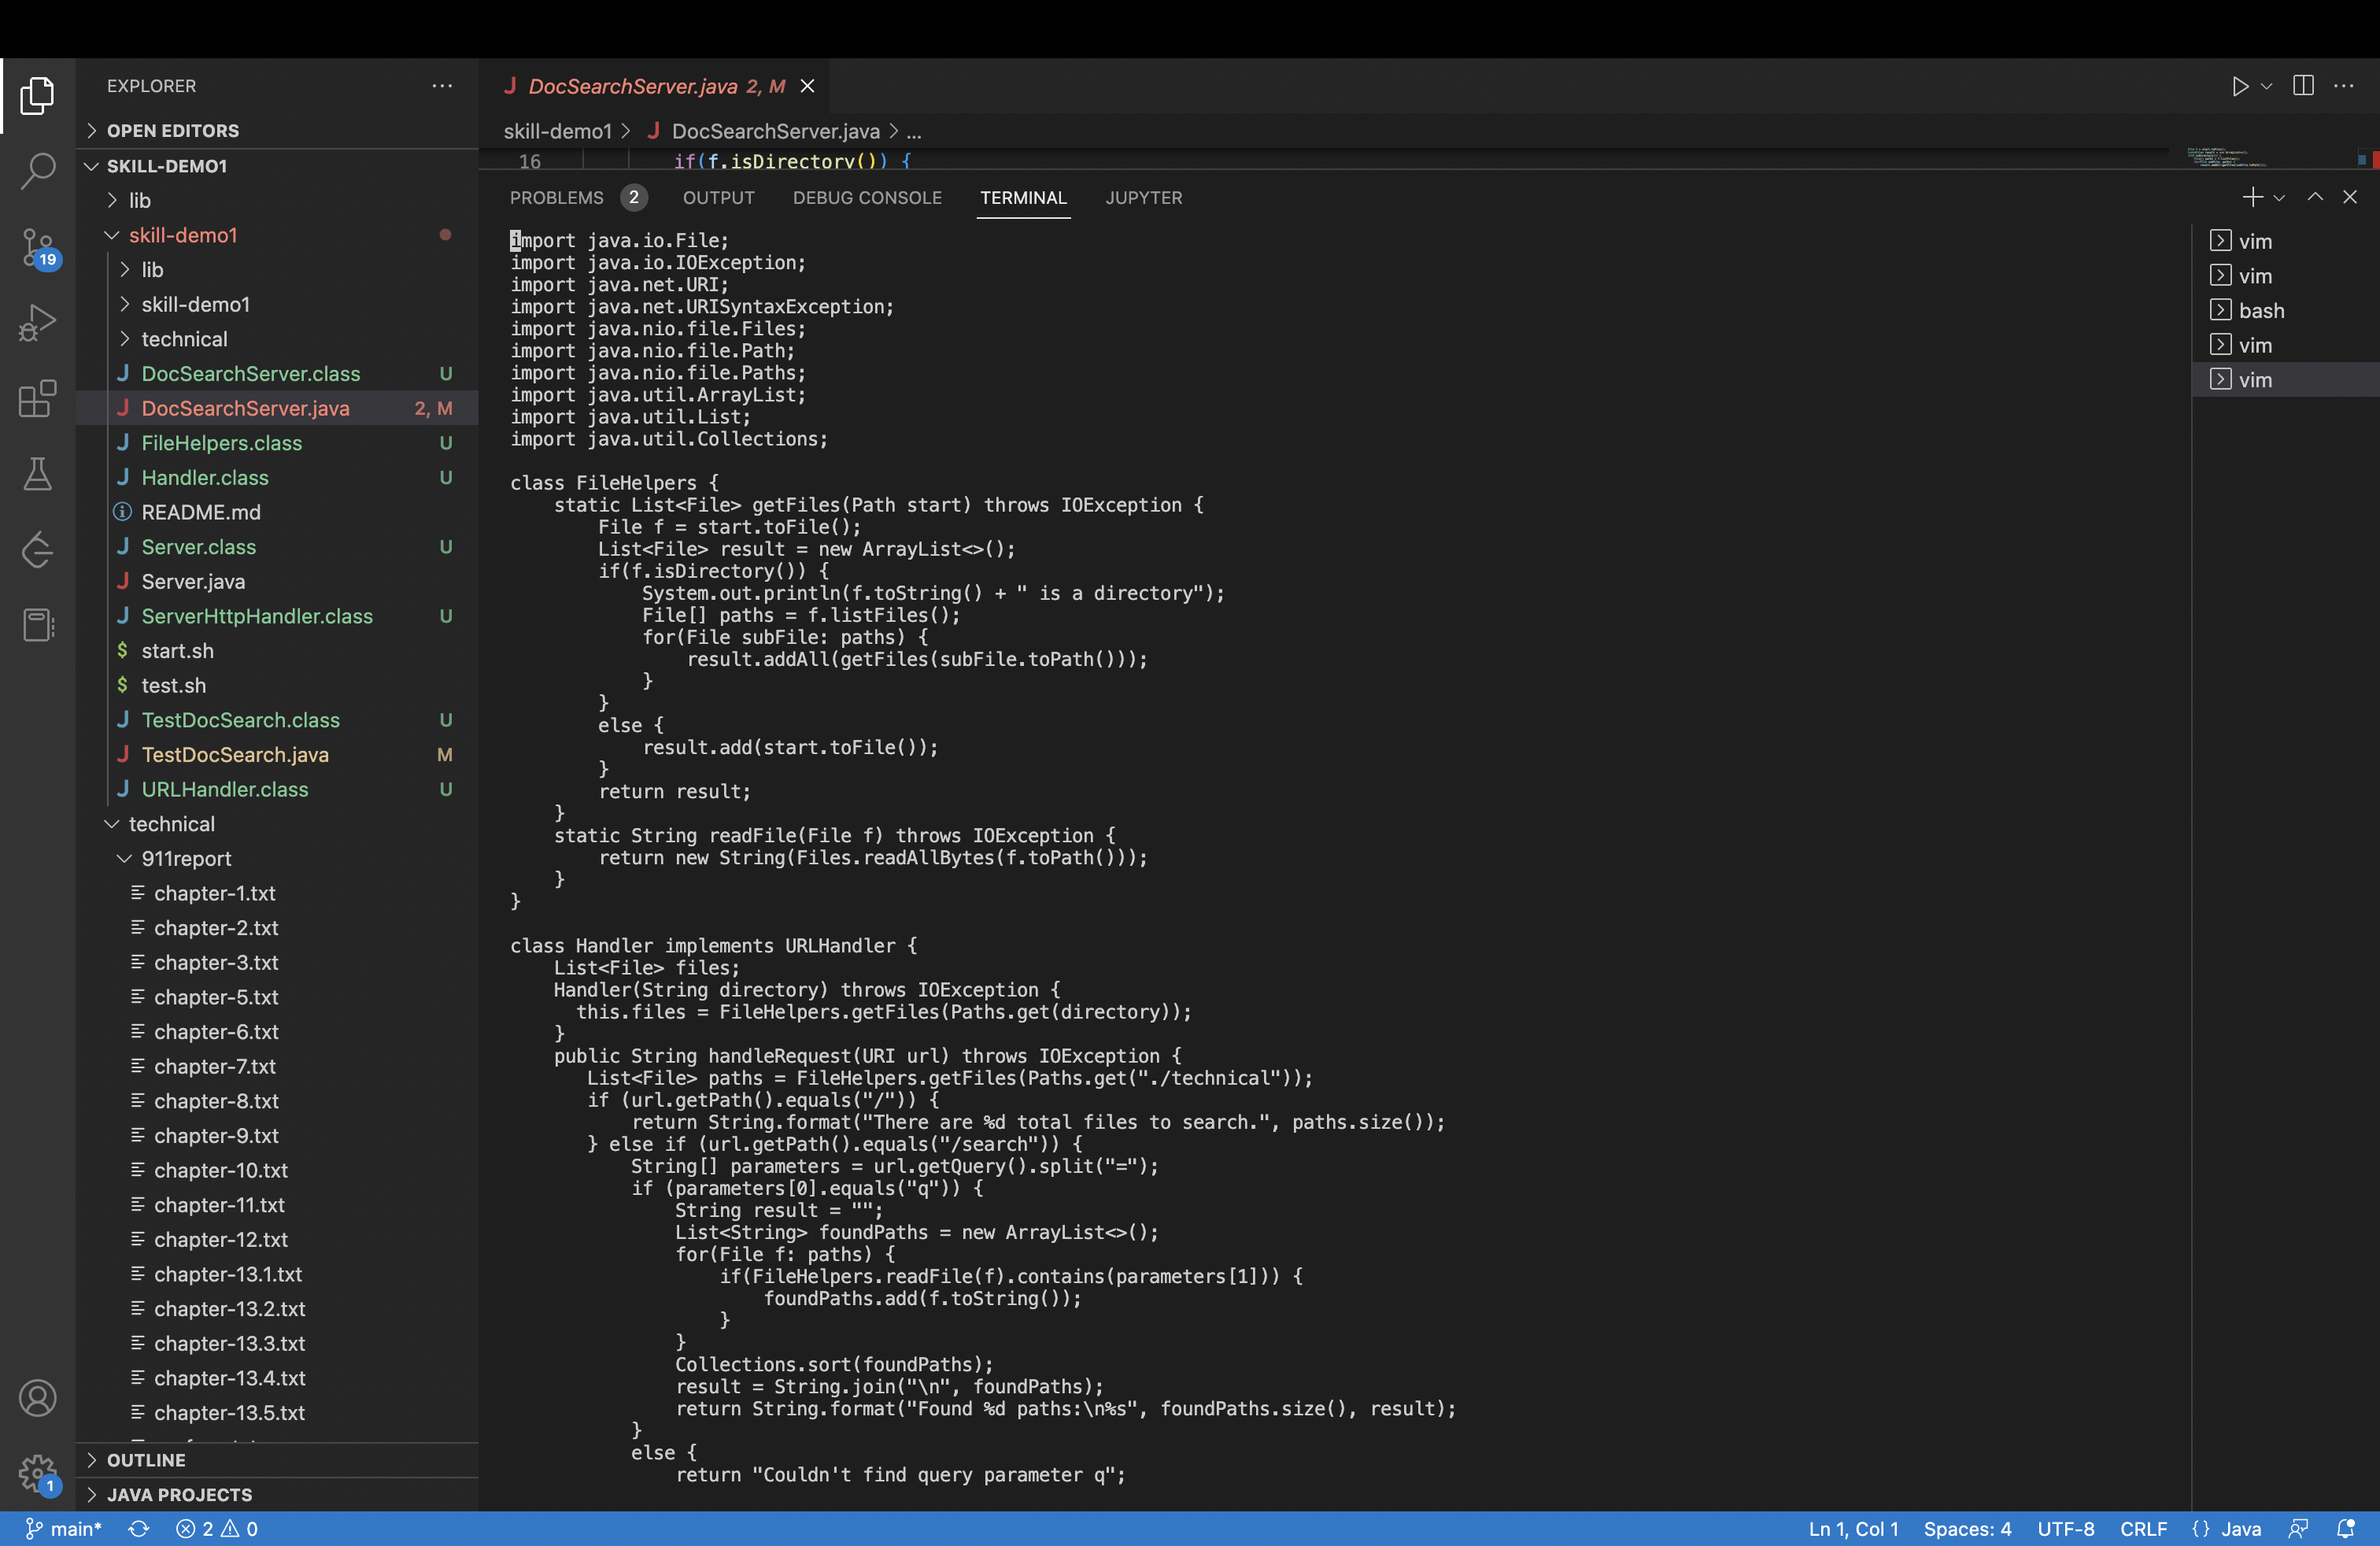 EXPLORER
OPEN EDITORS
SKILL-DEMO1
lib
skill-demo1
lib
skill-demo1
technical
DocSearchServer.class U
DocSearchServer.java 2, M
FileHelpers.class U
Handler.class U
README.md
Server.class U
Server.java
ServerHttpHandler.class U
start.sh
test.sh
TestDocSearch.class U
TestDocSearch.java M
URLHandler.class U
technical
911report
chapter-1.txt
chapter-2.txt
chapter-3.txt
chapter-5.txt
chapter-6.txt
chapter-7.txt
chapter-8.txt
chapter-9.txt
chapter-10.txt
chapter-11.txt
chapter-12.txt
chapter-13.1.txt
chapter-13.2.txt
chapter-13.3.txt
chapter-13.4.txt
chapter-13.5.txt
OUTLINE
JAVA PROJECTS
19
1
DocSearchServer.java 2, M
skill-demo1 > DocSearchServer.java > ...
16 if(f.isDirectory()) {
PROBLEMS 2 OUTPUT DEBUG CONSOLE TERMINAL JUPYTER
import java.io.File;
import java.io.IOException;
import java.net.URI;
import java.net.URISyntaxException;
import java.nio.file.Files;
import java.nio.file.Path;
import java.nio.file.Paths;
import java.util.ArrayList;
import java.util.List;
import java.util.Collections;
class FileHelpers {
static List<File> getFiles(Path start) throws IOException {
File f = start.toFile();
List<File> result = new ArrayList<>();
if(f.isDirectory()) {
System.out.println(f.toString() + " is a directory");
File[] paths = f.listFiles();
for(File subFile: paths) {
result.addAll(getFiles(subFile.toPath()));
}
}
else {
result.add(start.toFile());
}
return result;
}
static String readFile(File f) throws IOException {
return new String(Files.readAllBytes(f.toPath()));
}
}
class Handler implements URLHandler {
List<File> files;
Handler(String directory) throws IOException {
this.files = FileHelpers.getFiles(Paths.get(directory));
}
public String handleRequest(URI url) throws IOException {
List<File> paths = FileHelpers.getFiles(Paths.get("./technical"));
if (url.getPath().equals("/")) {
return String.format("There are %d total files to search.", paths.size());
} else if (url.getPath().equals("/search")) {
String[] parameters = url.getQuery().split("=");
if (parameters[0].equals("q")) {
String result = "";
List<String> foundPaths = new ArrayList<>();
for(File f: paths) {
if(FileHelpers.readFile(f).contains(parameters[1])) {
foundPaths.add(f.toString());
}
}
Collections.sort(foundPaths);
result = String.join("\n", foundPaths);
return String.format("Found %d paths:\n%s", foundPaths.size(), result);
}
else {
return "Couldn't find query parameter q";
vim
vim
bash
vim
vim
main* 2 0 Ln 1, Col 1 Spaces: 4 UTF-8 CRLF {} Java